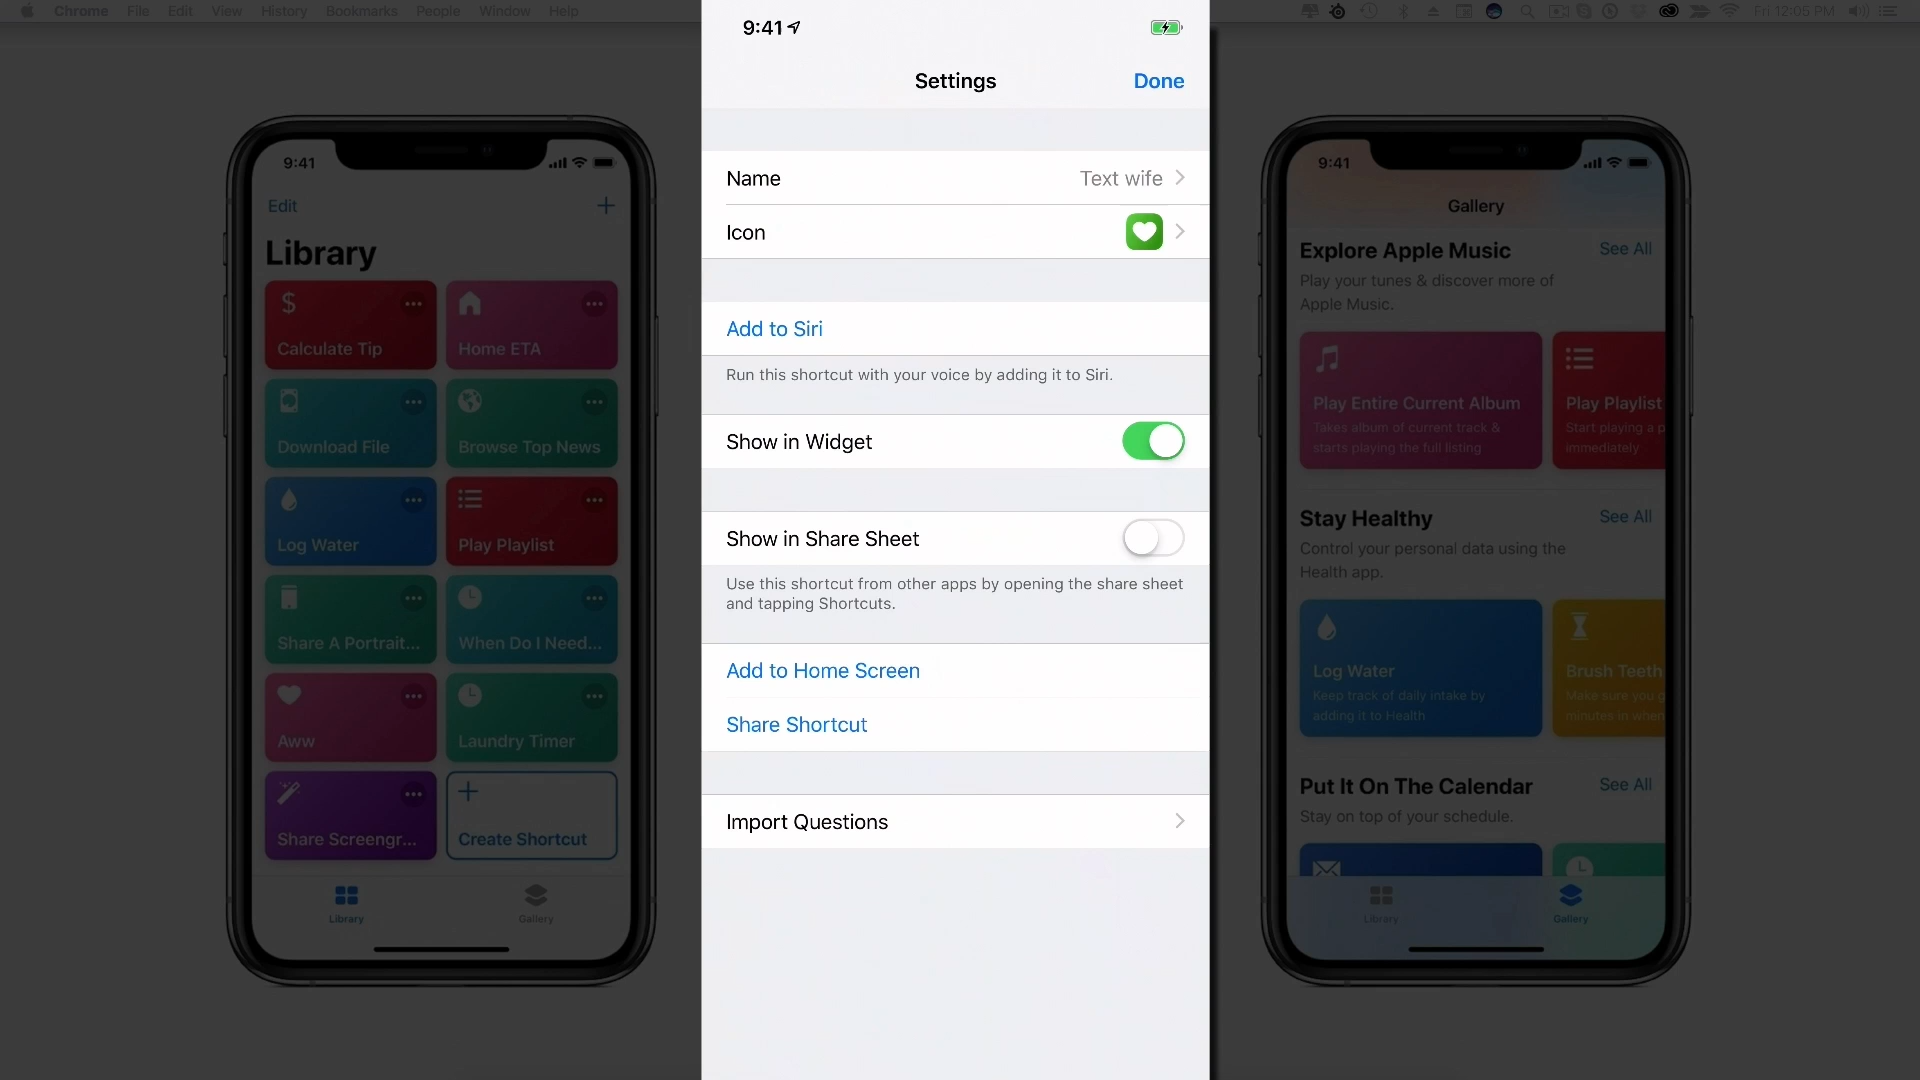 Chrome File Edit View History Bookmarks People Window Help
Fri 12:05 PM
9:41
Edit
Library
Calculate Tip
Home ETA
Download File
Browse Top News
Log Water
Play Playlist
Share A Portrait...
When Do I Need...
Aww
Laundry Timer
Share Screengr...
Create Shortcut
Library
Gallery
9:41
Settings
Done
Name
Text wife
Icon
Add to Siri
Run this shortcut with your voice by adding it to Siri.
Show in Widget
Show in Share Sheet
Use this shortcut from other apps by opening the share sheet
and tapping Shortcuts.
Add to Home Screen
Share Shortcut
Import Questions
9:41
Gallery
Explore Apple Music
See All
Play your tunes & discover more of
Apple Music.
Play Entire Current Album
Takes album of current track &
starts playing the full listing
Play Playlist
Start playing a p
immediately
Stay Healthy
See All
Control your personal data using the
Health app.
Log Water
Keep track of daily intake by
adding it to Health
Brush Teeth
Make sure you g
minutes in when
Put It On The Calendar
See All
Stay on top of your schedule.
Library
Gallery